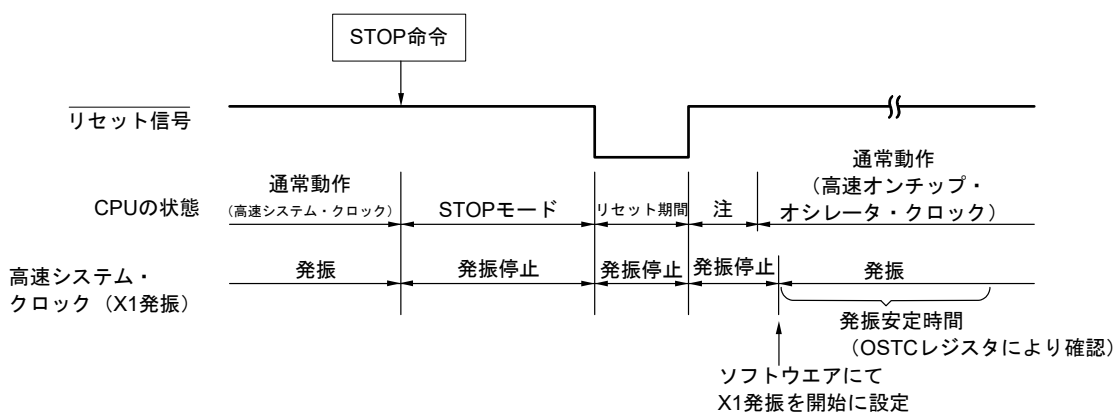 STOP命令
リセット信号
CPUの状態
通常動作
（高速システム・クロック）
STOPモード
リセット期間
注
通常動作
（高速オンチップ・
オシレータ・クロック）
高速システム・
クロック（X1発振）
発振
発振停止
発振停止
発振停止
発振
発振安定時間
（OSTCレジスタにより確認）
ソフトウエアにて
X1発振を開始に設定